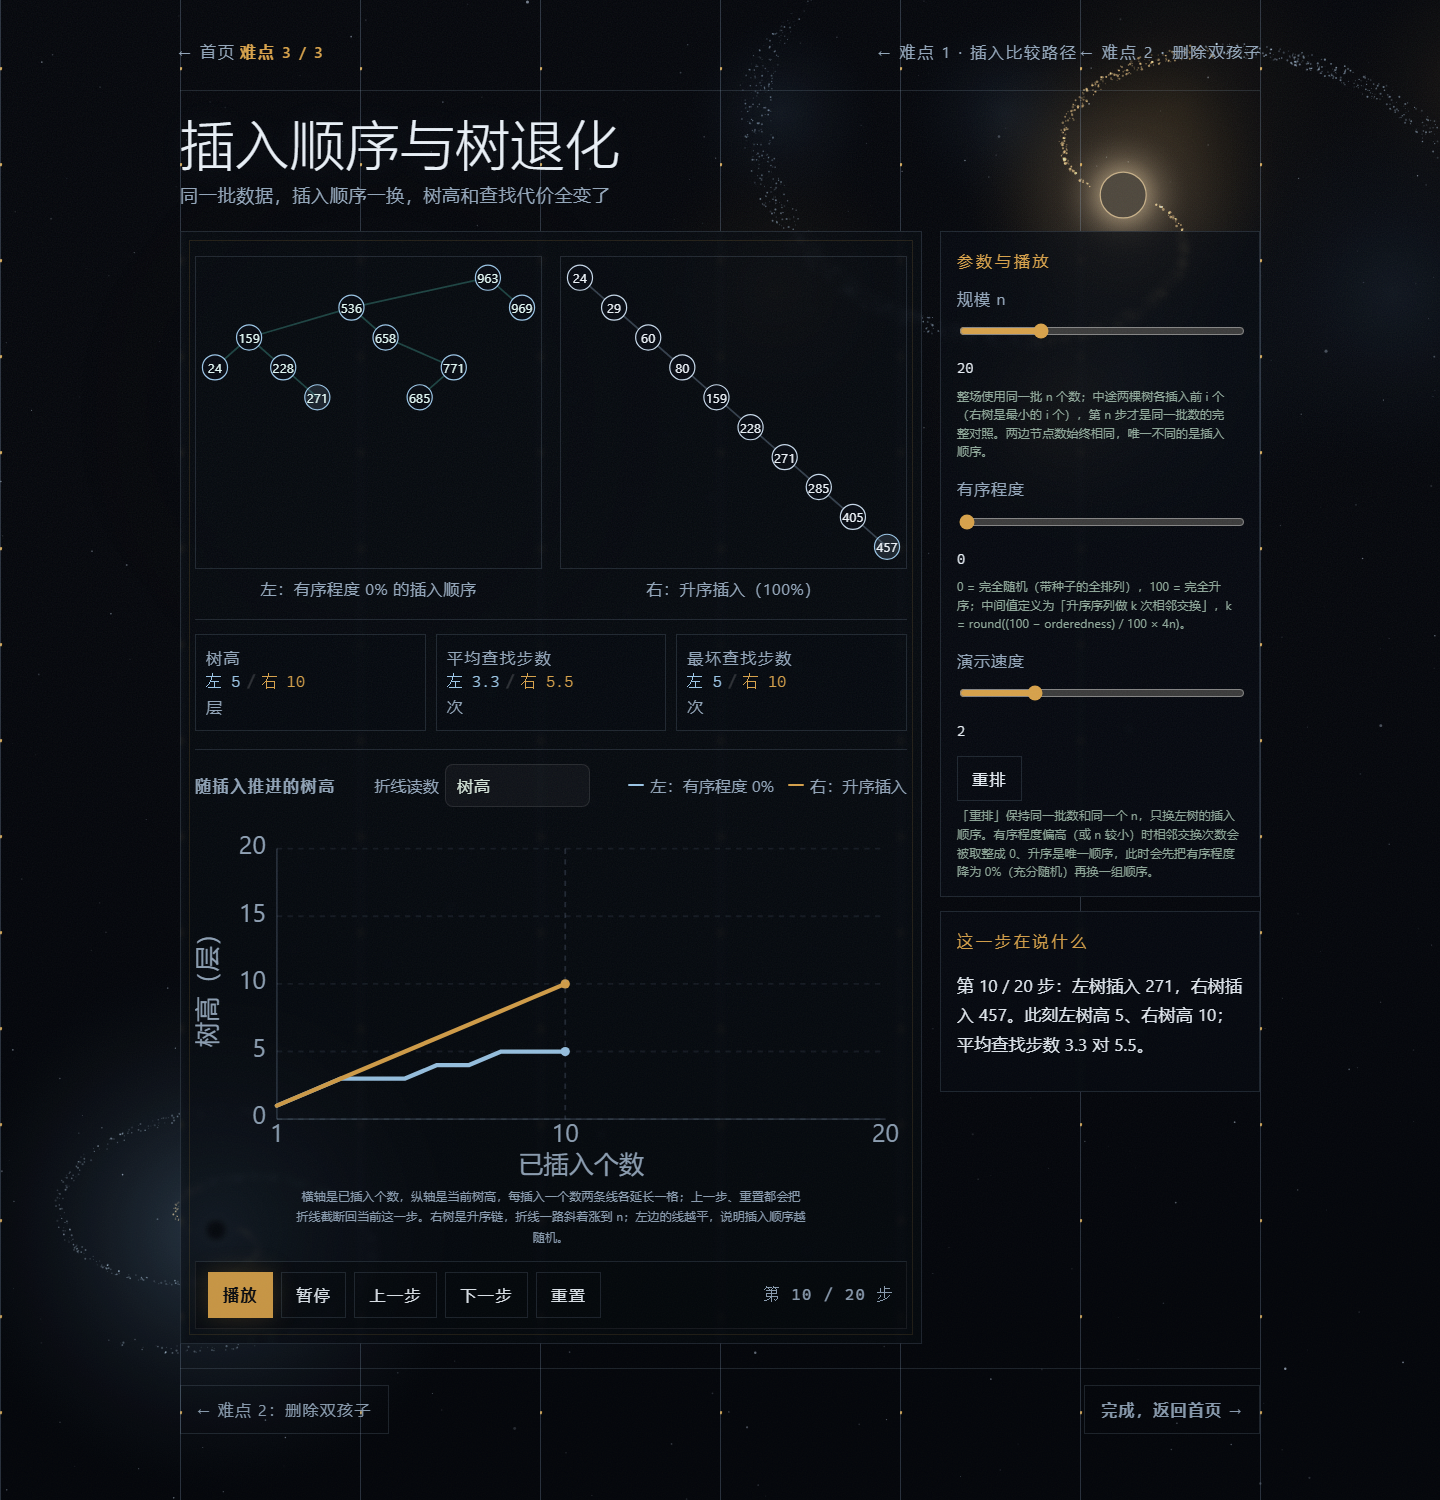 ← 首页 难点 3 / 3
← 难点 1 · 插入比较路径 ← 难点 2 · 删除双孩子
插入顺序与树退化
同一批数据，插入顺序一换，树高和查找代价全变了
963
536
969
159
658
24
228
771
271
685
左：有序程度 0% 的插入顺序
24
29
60
80
159
228
271
285
405
457
右：升序插入（100%）
树高
左 5 / 右 10
层
平均查找步数
左 3.3 / 右 5.5
次
最坏查找步数
左 5 / 右 10
次
随插入推进的树高
折线读数 树高
左：有序程度 0% 右：升序插入
20
15
10
5
0
树高（层）
1 10 20
已插入个数
横轴是已插入个数，纵轴是当前树高，每插入一个数两条线各延长一格；上一步、重置都会把
折线截断回当前这一步。右树是升序链，折线一路斜着涨到 n；左边的线越平，说明插入顺序越
随机。
播放 暂停 上一步 下一步 重置 第 10 / 20 步
参数与播放
规模 n
20
整场使用同一批 n 个数；中途两棵树各插入前 i 个
（右树是最小的 i 个），第 n 步才是同一批数的完
整对照。两边节点数始终相同，唯一不同的是插入
顺序。
有序程度
0
0 = 完全随机（带种子的全排列），100 = 完全升
序；中间值定义为「升序序列做 k 次相邻交换」，k
= round((100 − orderedness) / 100 × 4n)。
演示速度
2
重排
「重排」保持同一批数和同一个 n，只换左树的插入
顺序。有序程度偏高（或 n 较小）时相邻交换次数会
被取整成 0、升序是唯一顺序，此时会先把有序程度
降为 0%（充分随机）再换一组顺序。
这一步在说什么
第 10 / 20 步：左树插入 271，右树插
入 457。此刻左树高 5、右树高 10；
平均查找步数 3.3 对 5.5。
← 难点 2：删除双孩子
完成，返回首页 →